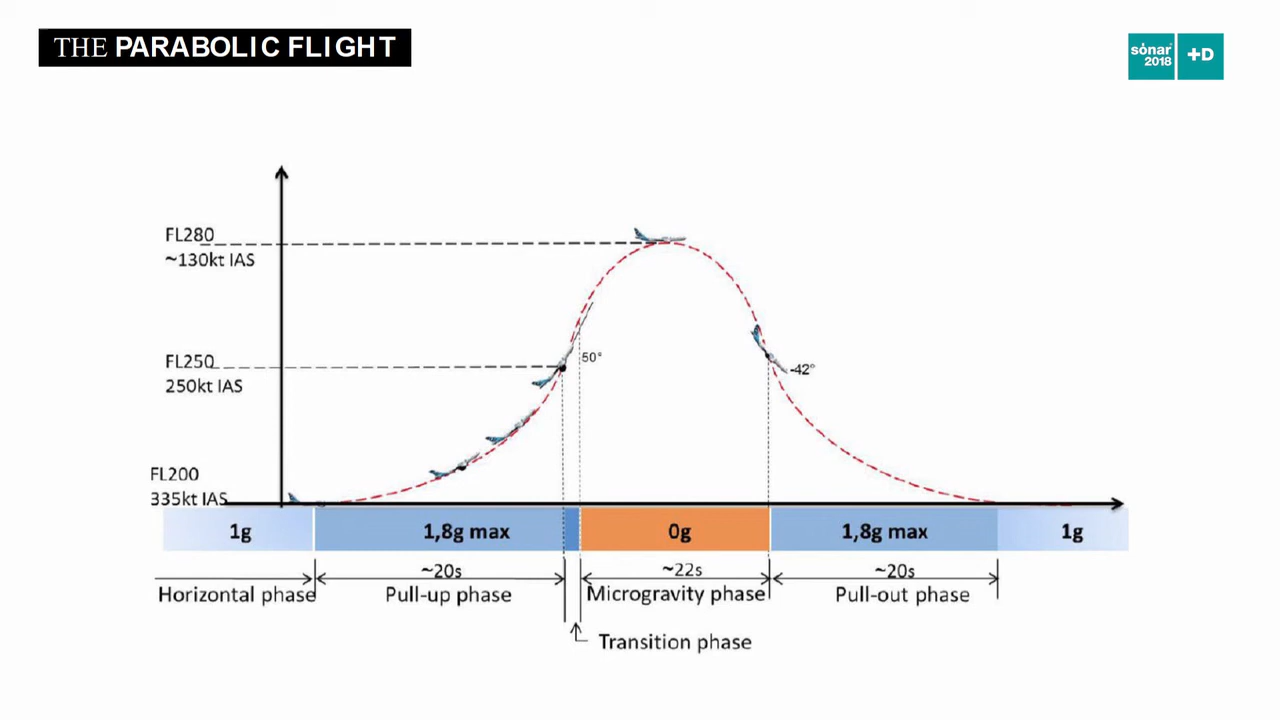 THE PARABOLIC FLIGHT
sónar
2018
+D
FL280
~130kt IAS
FL250
250kt IAS
50°
-42°
FL200
335kt IAS
1g
1,8g max
0g
1,8g max
1g
~20s
~22s
~20s
Horizontal phase
Pull-up phase
Microgravity phase
Pull-out phase
Transition phase